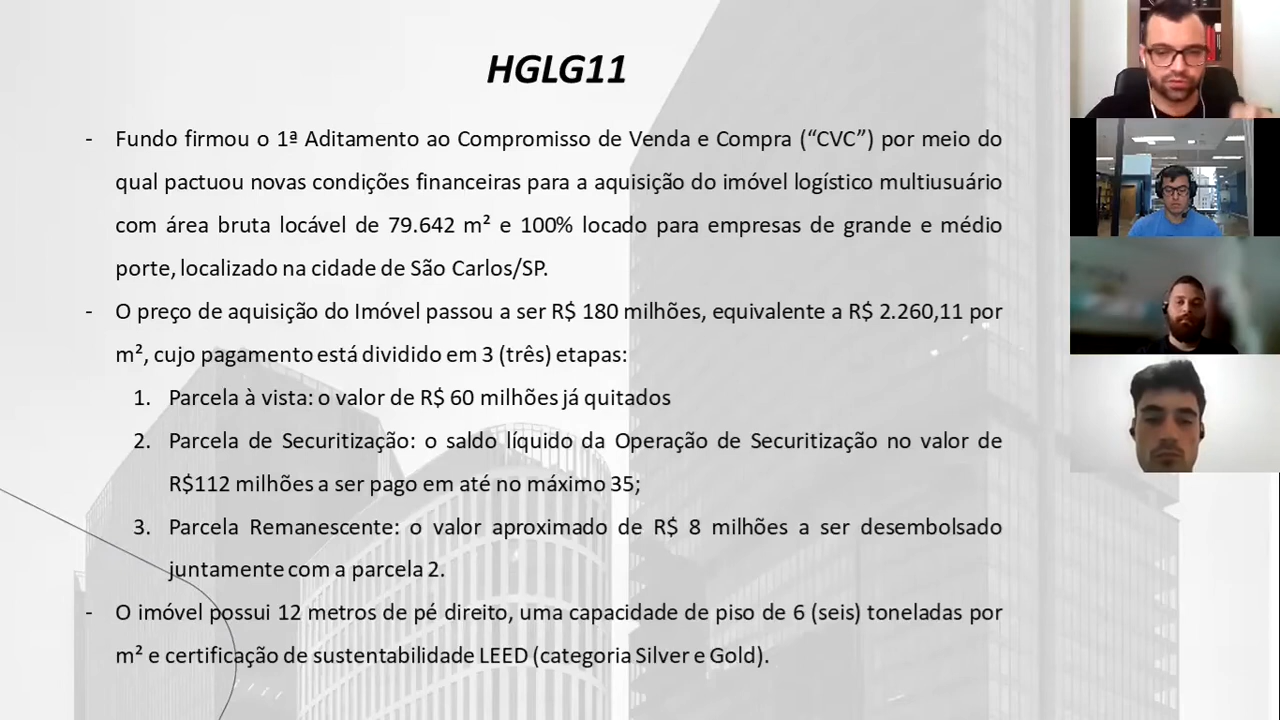 HGLG11
- Fundo firmou o 1ª Aditamento ao Compromisso de Venda e Compra (“CVC”) por meio do
qual pactuou novas condições financeiras para a aquisição do imóvel logístico multiusuário
com área bruta locável de 79.642 m² e 100% locado para empresas de grande e médio
porte, localizado na cidade de São Carlos/SP.
- O preço de aquisição do Imóvel passou a ser R$ 180 milhões, equivalente a R$ 2.260,11 por
m², cujo pagamento está dividido em 3 (três) etapas:
1. Parcela à vista: o valor de R$ 60 milhões já quitados
2. Parcela de Securitização: o saldo líquido da Operação de Securitização no valor de
R$112 milhões a ser pago em até no máximo 35;
3. Parcela Remanescente: o valor aproximado de R$ 8 milhões a ser desembolsado
juntamente com a parcela 2.
- O imóvel possui 12 metros de pé direito, uma capacidade de piso de 6 (seis) toneladas por
m² e certificação de sustentabilidade LEED (categoria Silver e Gold).